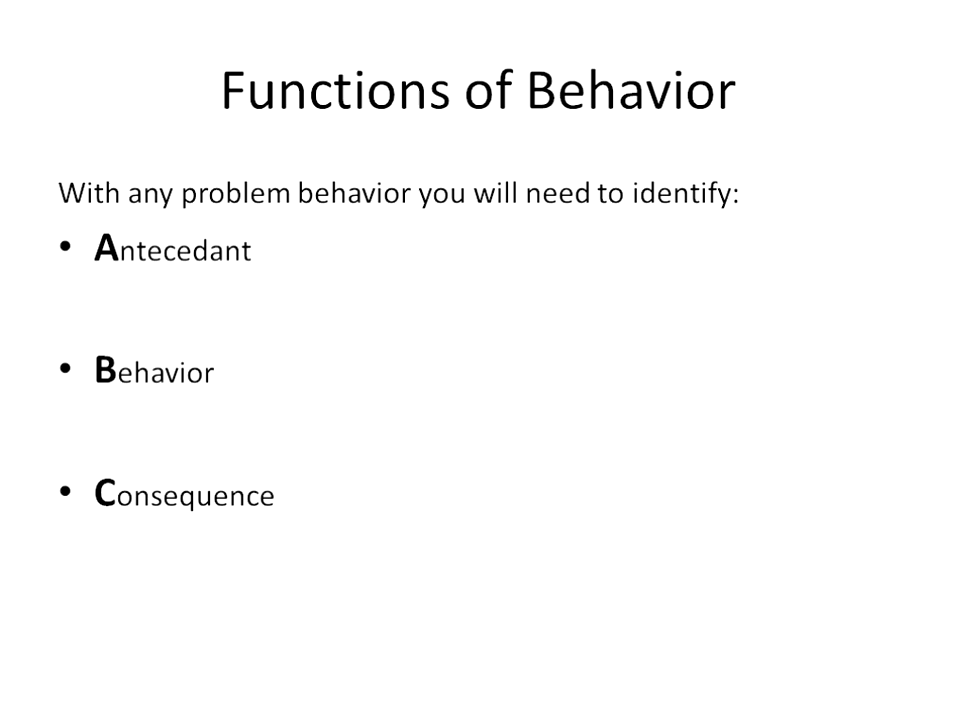 Functions of Behavior
With any problem behavior you will need to identify:
• Antecedant
• Behavior
• Consequence